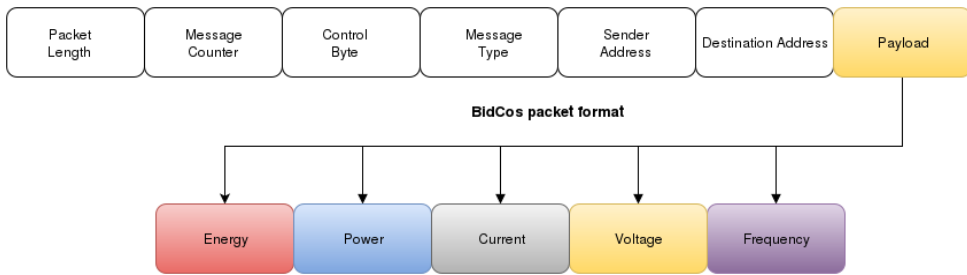 Packet
Length
Message
Counter
Control
Byte
Message
Type
Sender
Address
Destination Address
Payload
BidCos packet format
Energy
Power
Current
Voltage
Frequency